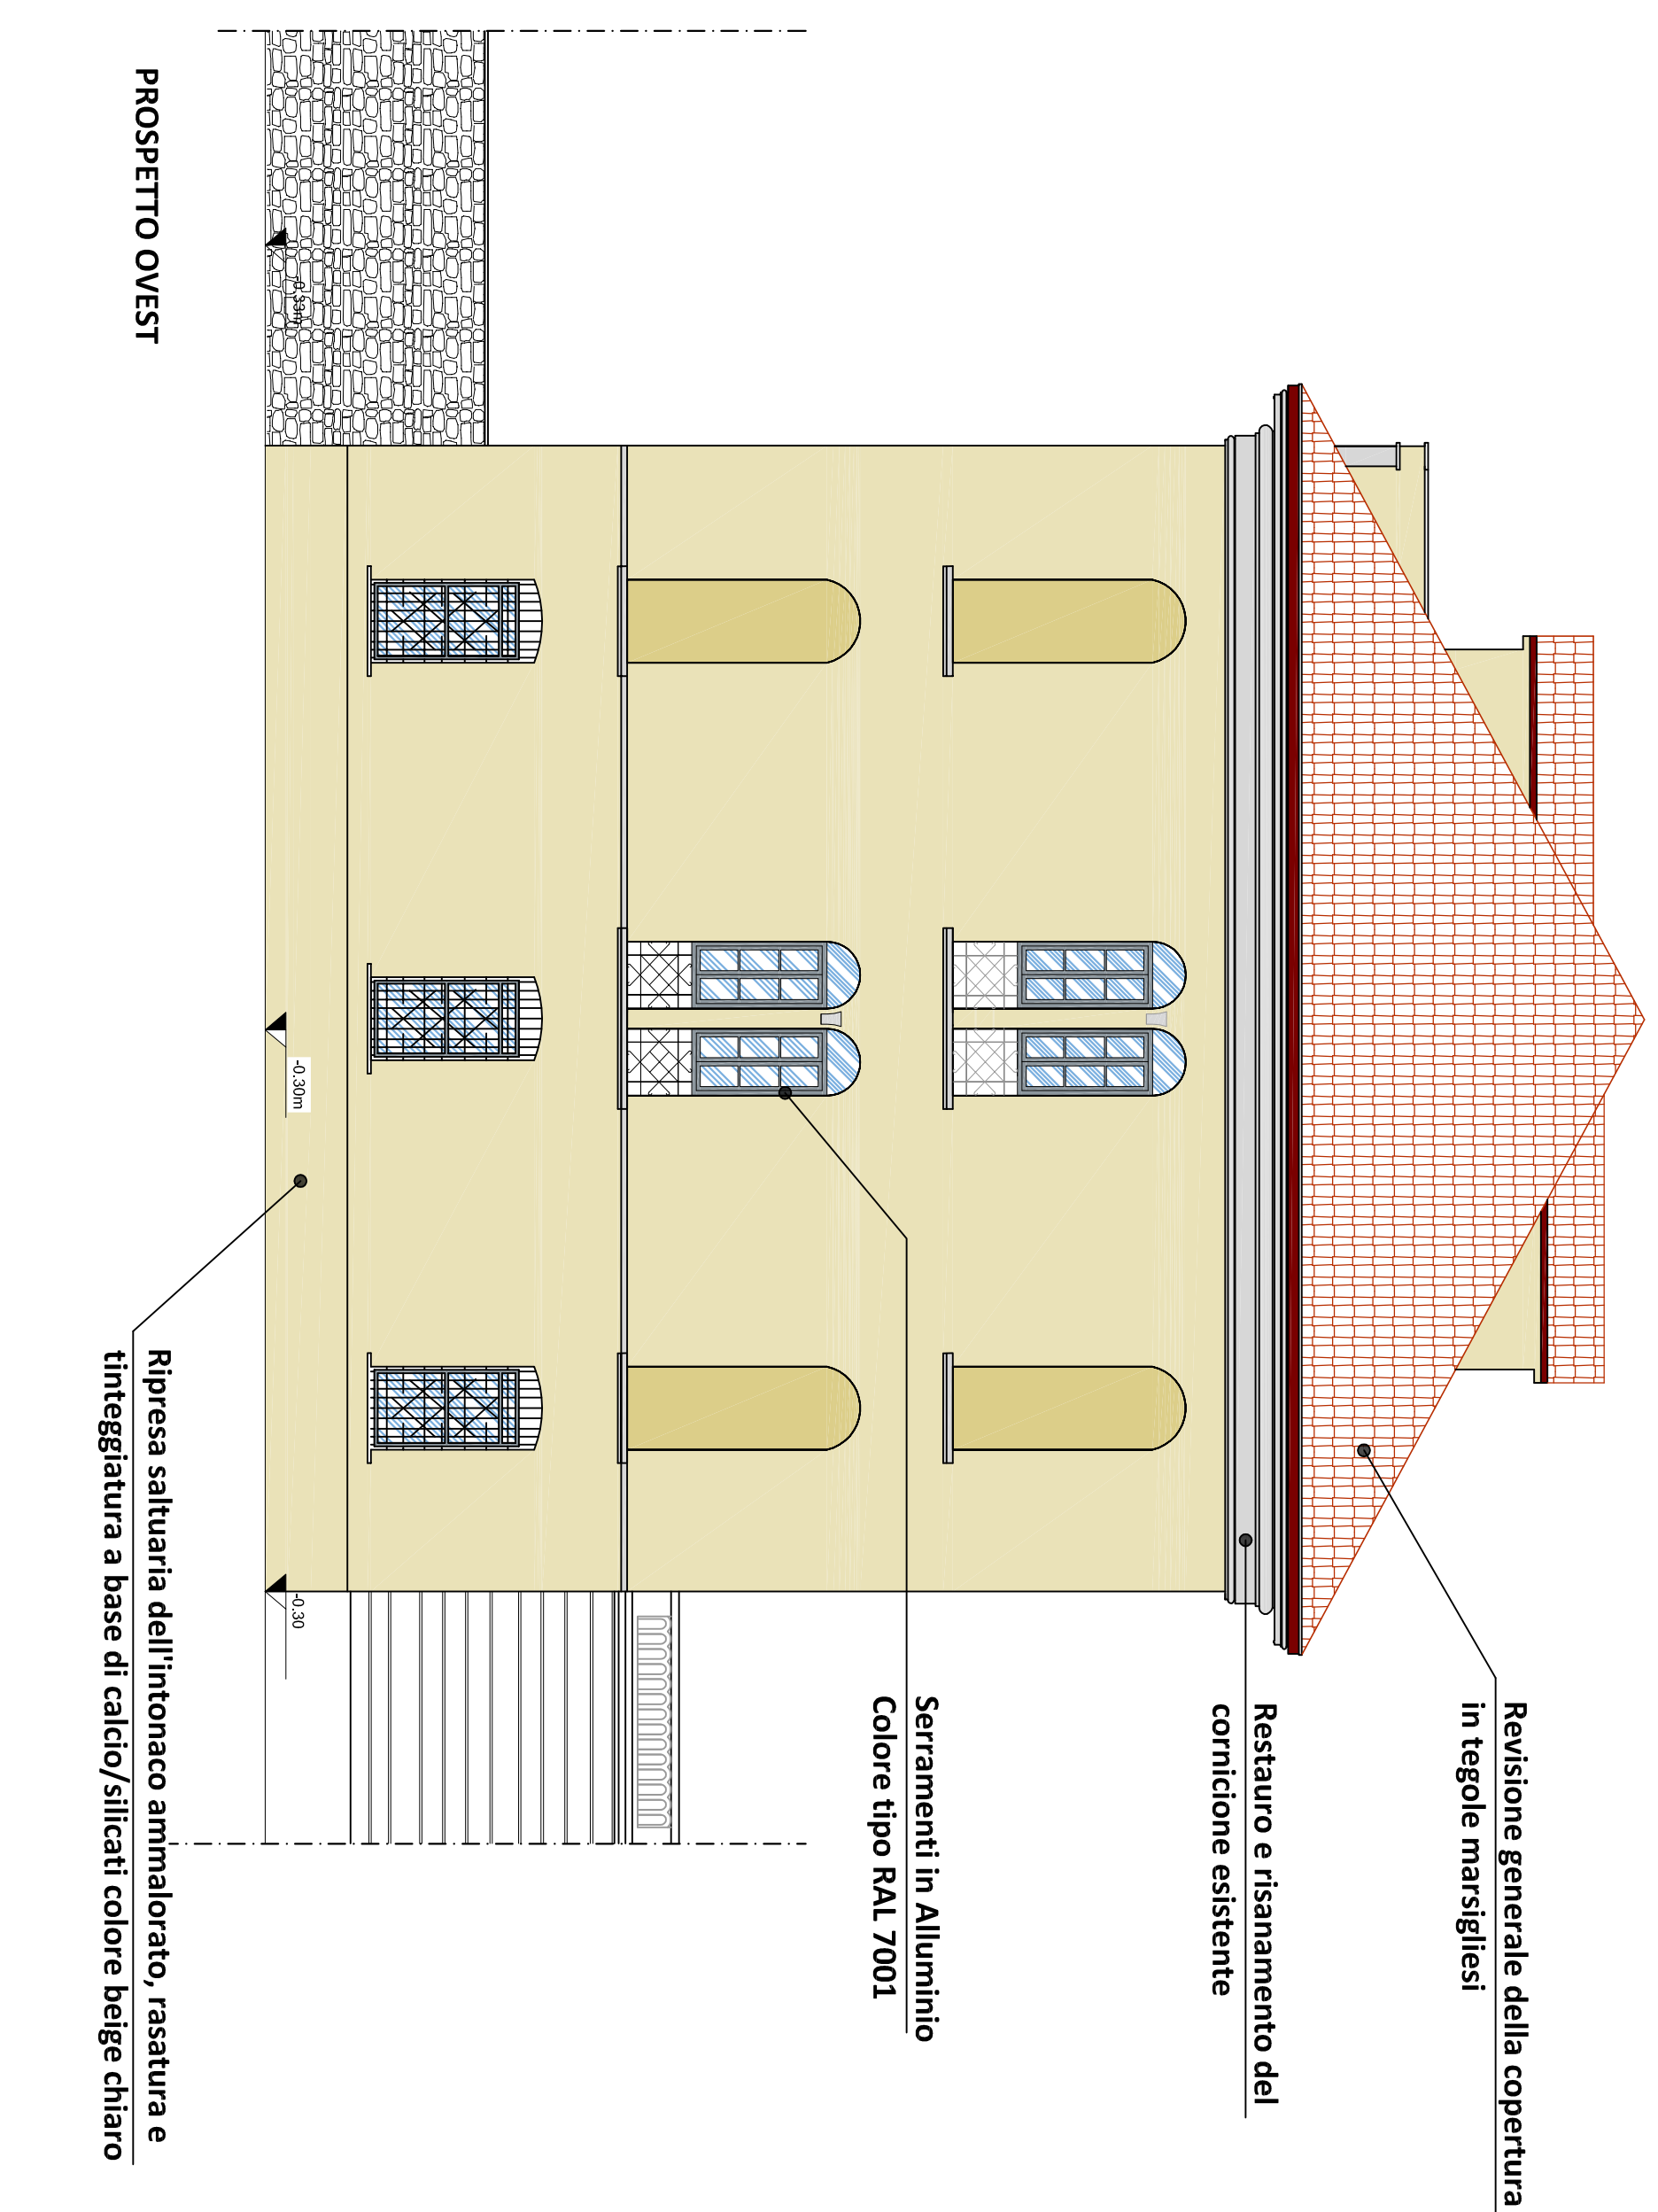 Revisione generale della copertura
in tegole marsigliesi
Restauro e risanamento del
cornicione esistente
Serramenti in Alluminio
Colore tipo RAL 7001
-0.33m
-0.30m
-0.30
Ripresa saltuaria dell'intonaco ammalorato, rasatura e
tinteggiatura a base di calcio/silicati colore beige chiaro
PROSPETTO OVEST